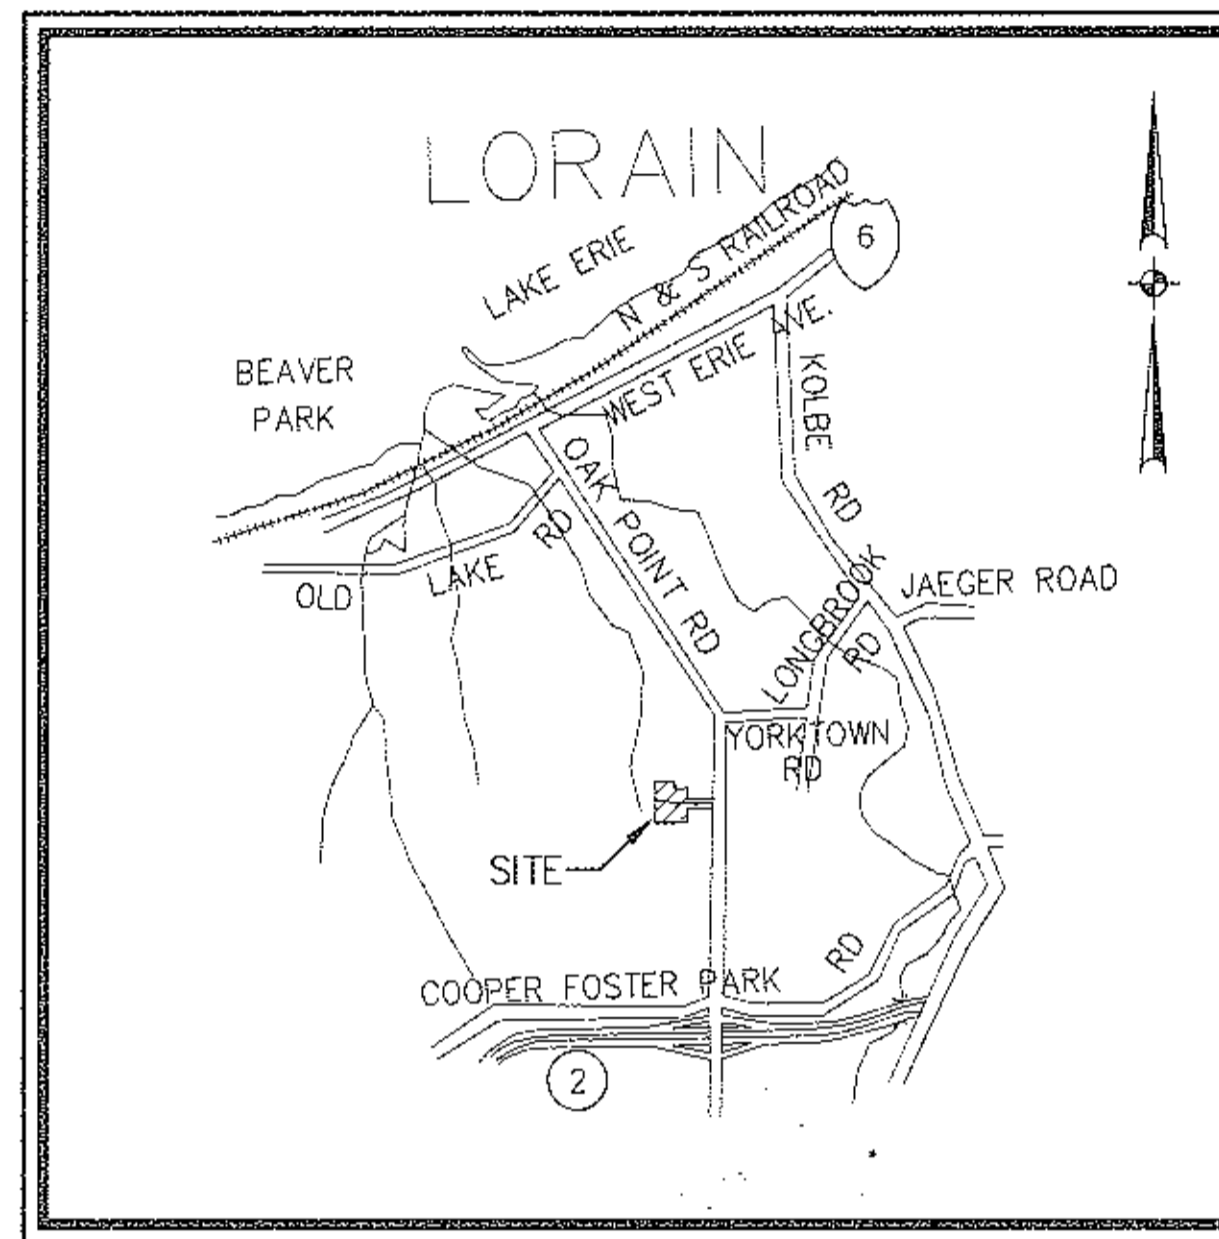 LORAIN
LAKE ERIE
N & S RAILROAD
6
WEST ERIE AVE.
BEAVER
PARK
KOLBE
RD
OAK POINT RD
OLD
LAKE
RD
LONGBROOK
RD
JAEGER ROAD
YORKTOWN
RD
SITE
COOPER FOSTER PARK
RD
2